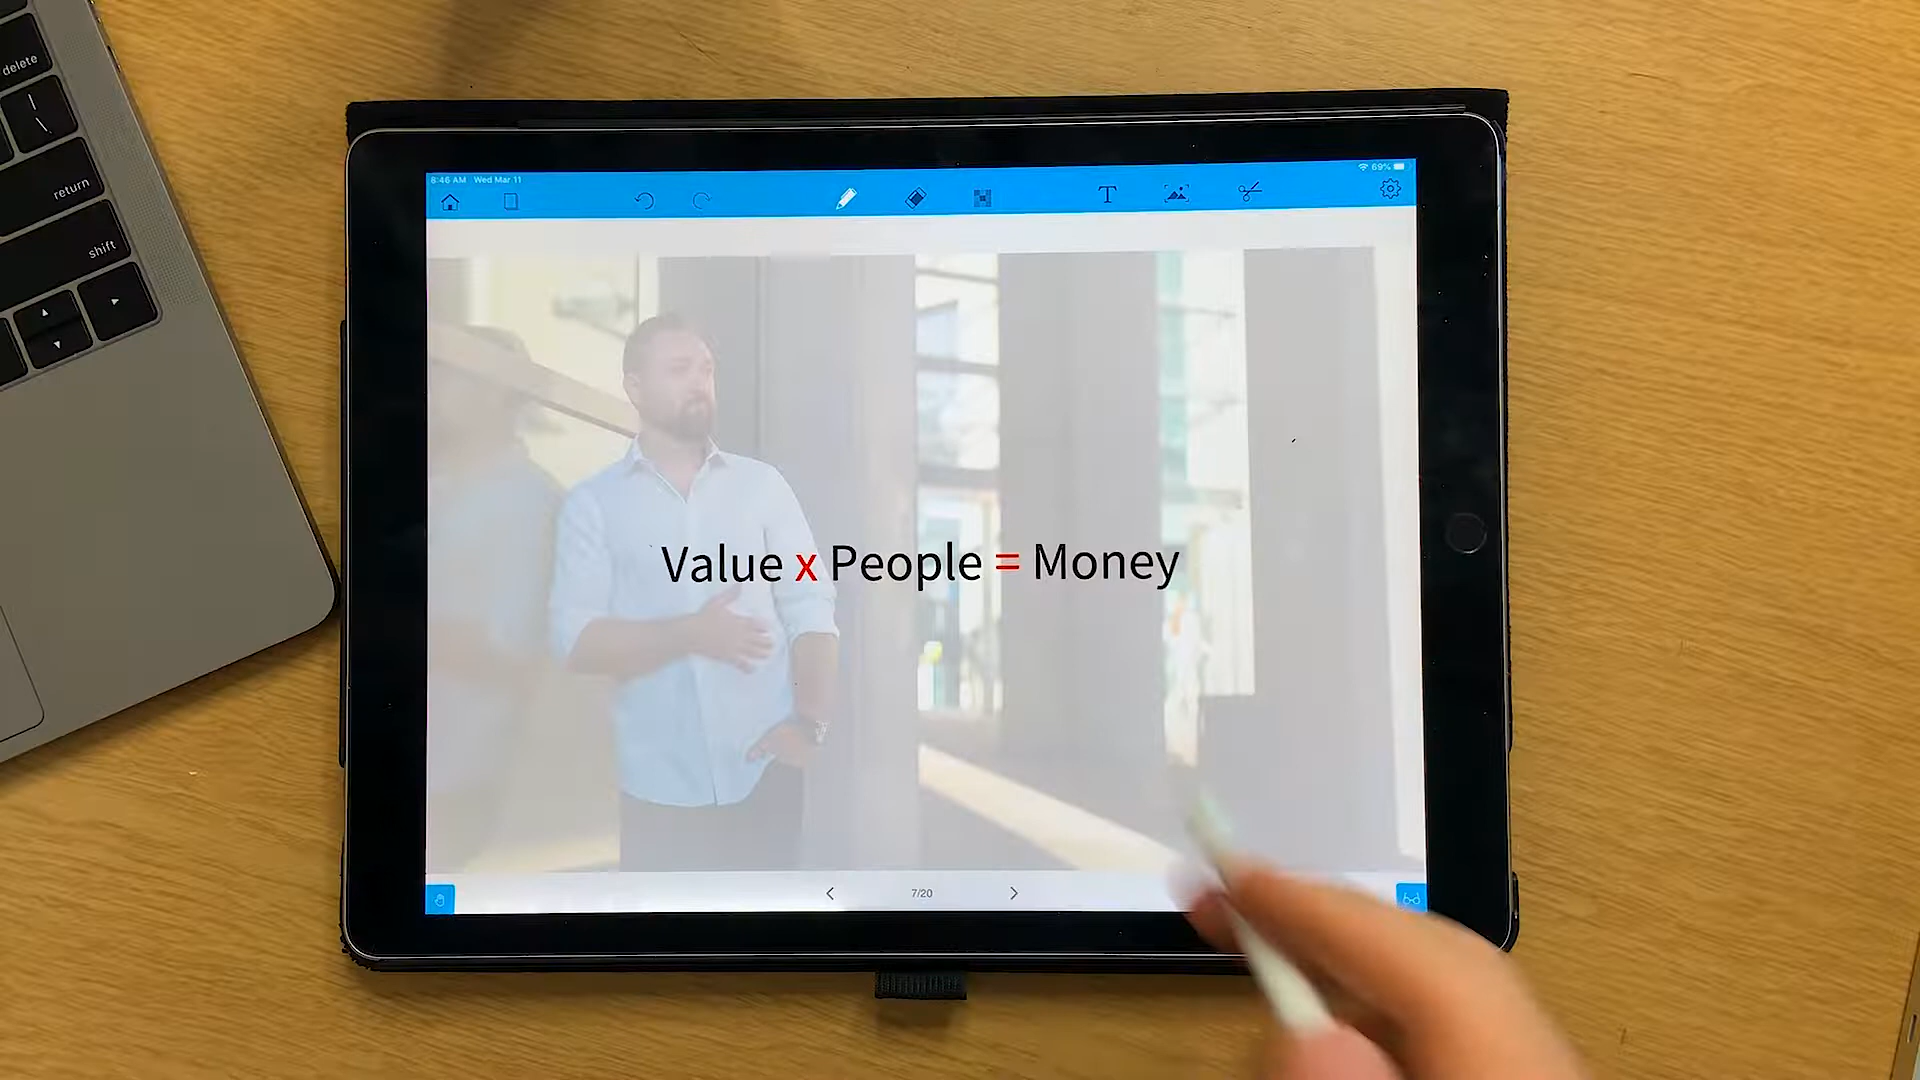 delete
return
shift
8:46 AM Wed Mar 11
69%
T
Value x People = Money
7/20